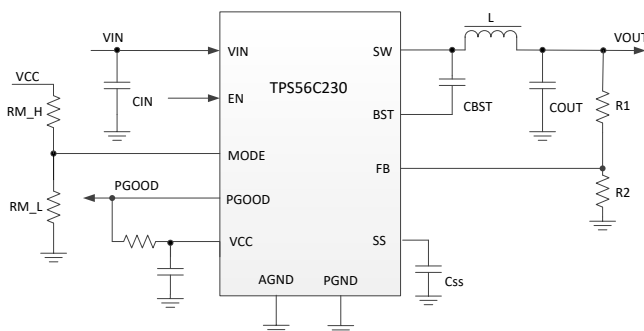 VIN
VCC
RM_H
CIN
RM_L
PGOOD
TPS56C230
VIN
EN
MODE
PGOOD
VCC
AGND
PGND
SW
BST
FB
SS
L
VOUT
CBST
COUT
R1
R2
Css